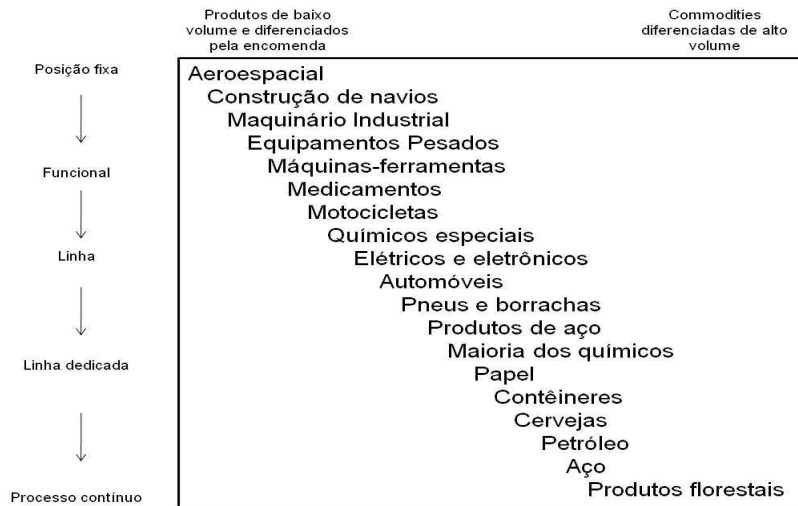 Produtos de baixo
volume e diferenciados
pela encomenda
Commodities
diferenciadas de alto
volume
Posição fixa
Funcional
Linha
Linha dedicada
Processo contínuo
Aeroespacial
Construção de navios
Maquinário Industrial
Equipamentos Pesados
Máquinas-ferramentas
Medicamentos
Motocicletas
Químicos especiais
Elétricos e eletrônicos
Automóveis
Pneus e borrachas
Produtos de aço
Maioria dos químicos
Papel
Contêineres
Cervejas
Petróleo
Aço
Produtos florestais